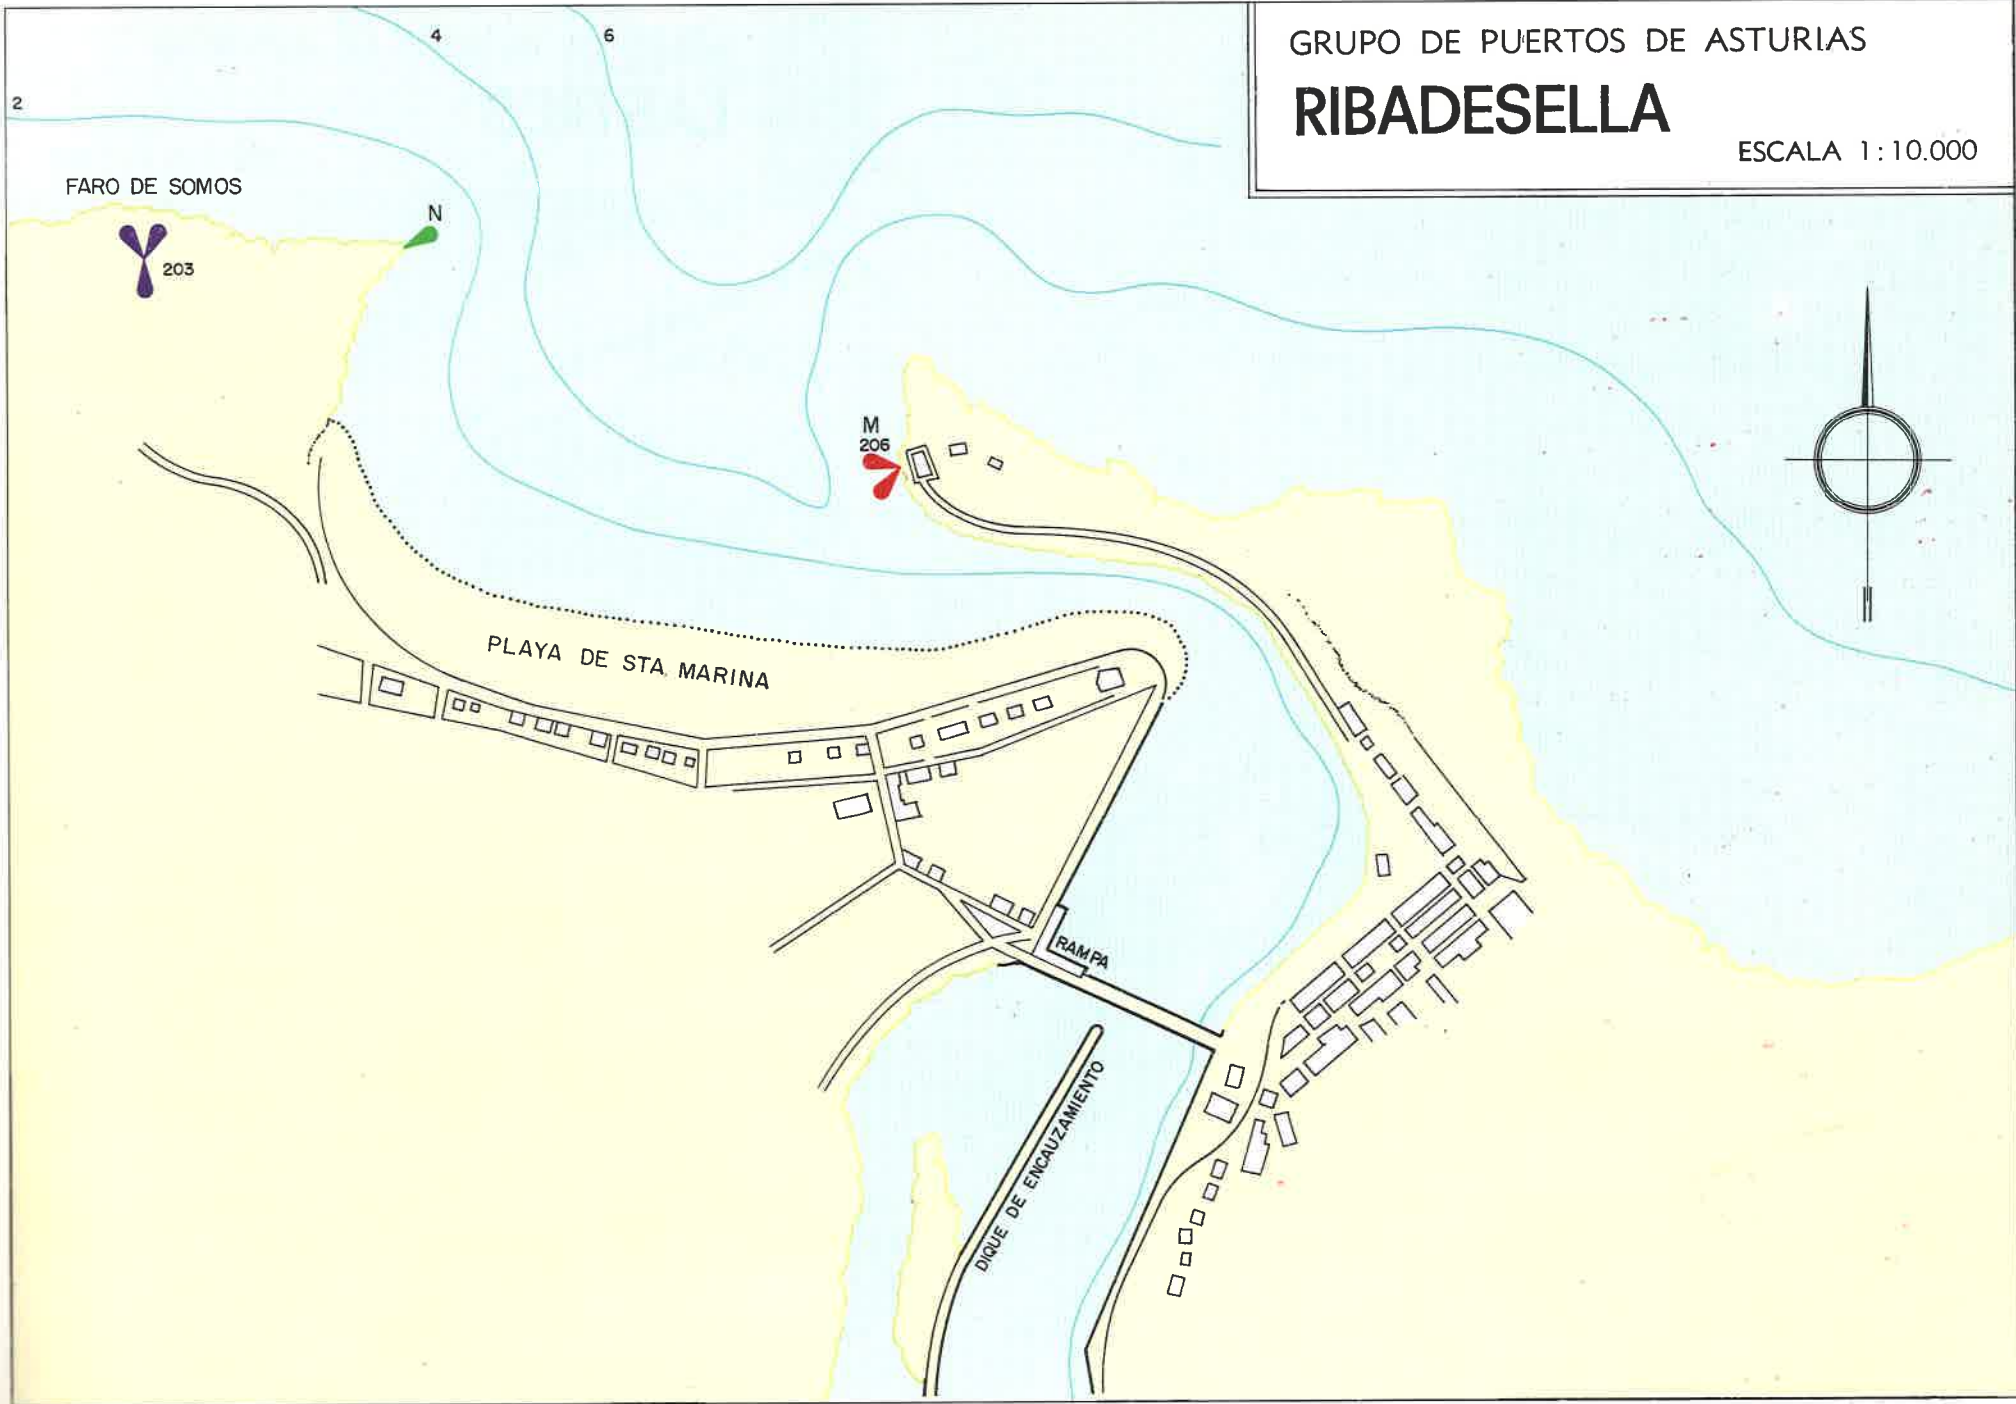 GRUPO DE PUERTOS DE ASTURIAS
RIBADESELLA
ESCALA 1:10.000
4
6
2
FARO DE SOMOS
N
203
M
206
PLAYA DE STA. MARINA
RAMPA
DIQUE DE ENCAUZAMIENTO